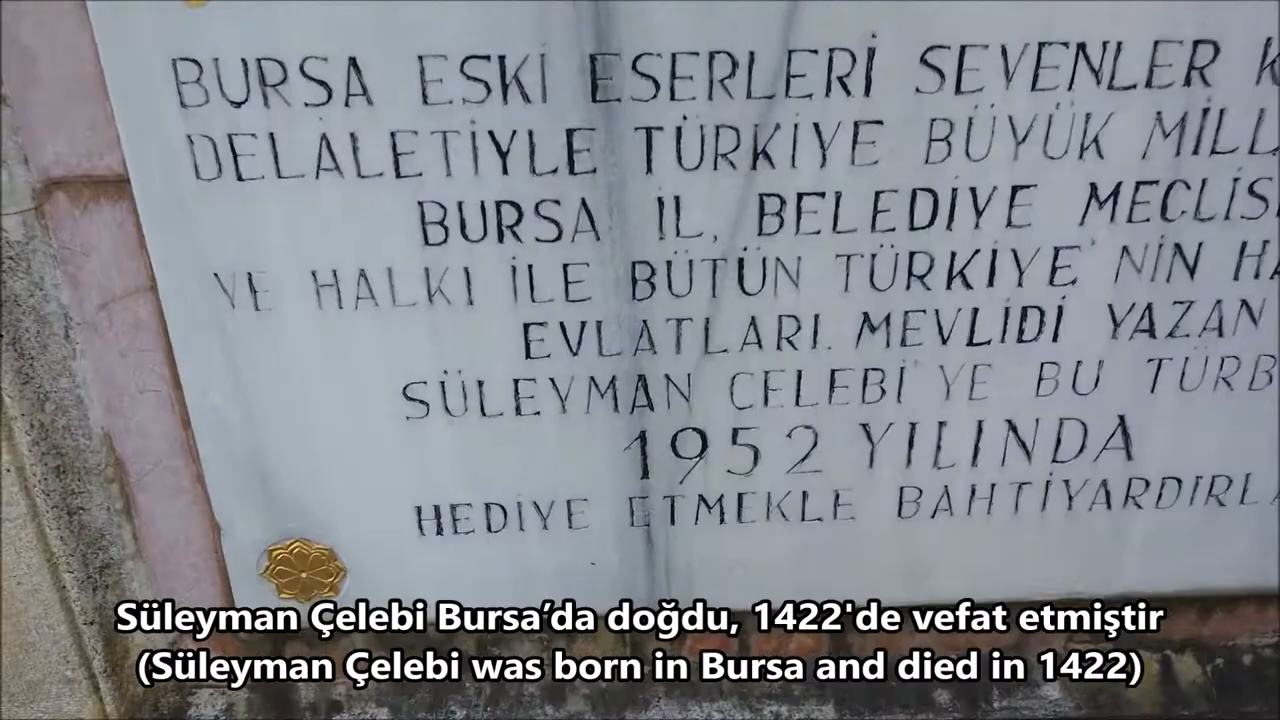 BURSA ESKİ ESERLERİ SEVENLER
DELÂLETİYLE TÜRKİYE BÜYÜK
BURSA İL, BELEDİYE
VE HALKI İLE BÜTÜN TÜRKİYE'NİN
EVLATLARI. MEVLİDİ YAZAN
SÜLEYMAN ÇELEBİ'YE BU
1952 YILINDA
HEDİYE ETMEKLE
Süleyman Çelebi Bursa’da doğdu, 1422'de vefat etmiştir
(Süleyman Çelebi was born in Bursa and died in 1422)